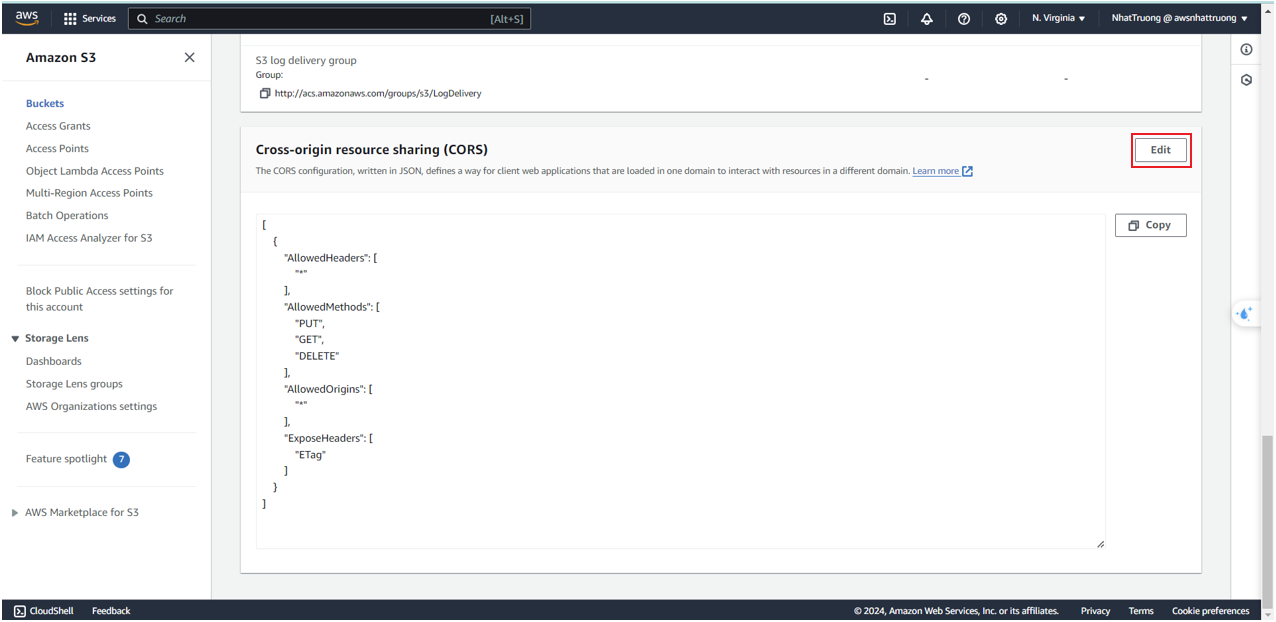 aws
Services
Search
[Alt+S]
N. Virginia
NhatTruong @ awsnhattruong
Amazon S3
Buckets
Access Grants
Access Points
Object Lambda Access Points
Multi-Region Access Points
Batch Operations
IAM Access Analyzer for S3
Block Public Access settings for
this account
Storage Lens
Dashboards
Storage Lens groups
AWS Organizations settings
Feature spotlight 7
AWS Marketplace for S3
S3 log delivery group
Group:
http://acs.amazonaws.com/groups/s3/LogDelivery
-
-
Cross-origin resource sharing (CORS)
Edit
The CORS configuration, written in JSON, defines a way for client web applications that are loaded in one domain to interact with resources in a different domain. Learn more
Copy
[
{
"AllowedHeaders": [
"*"
],
"AllowedMethods": [
"PUT",
"GET",
"DELETE"
],
"AllowedOrigins": [
"*"
],
"ExposeHeaders": [
"ETag"
]
}
]
CloudShell
Feedback
© 2024, Amazon Web Services, Inc. or its affiliates.
Privacy
Terms
Cookie preferences